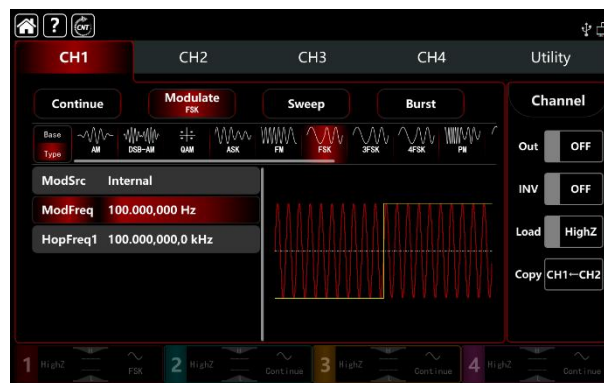 ? CNT
CH1 CH2 CH3 CH4 Utility
Continue Modulate FSK Sweep Burst Channel
Base Type AM DSB-AM QAM ASK FM FSK 3FSK 4FSK PM
Out OFF
ModSrc Internal
INV OFF
ModFreq 100.000,000 Hz
Load HighZ
HopFreq1 100.000,000,0 kHz
Copy CH1←CH2
1 HighZ FSK 2 HighZ Continue 3 HighZ Continue 4 HighZ Continue